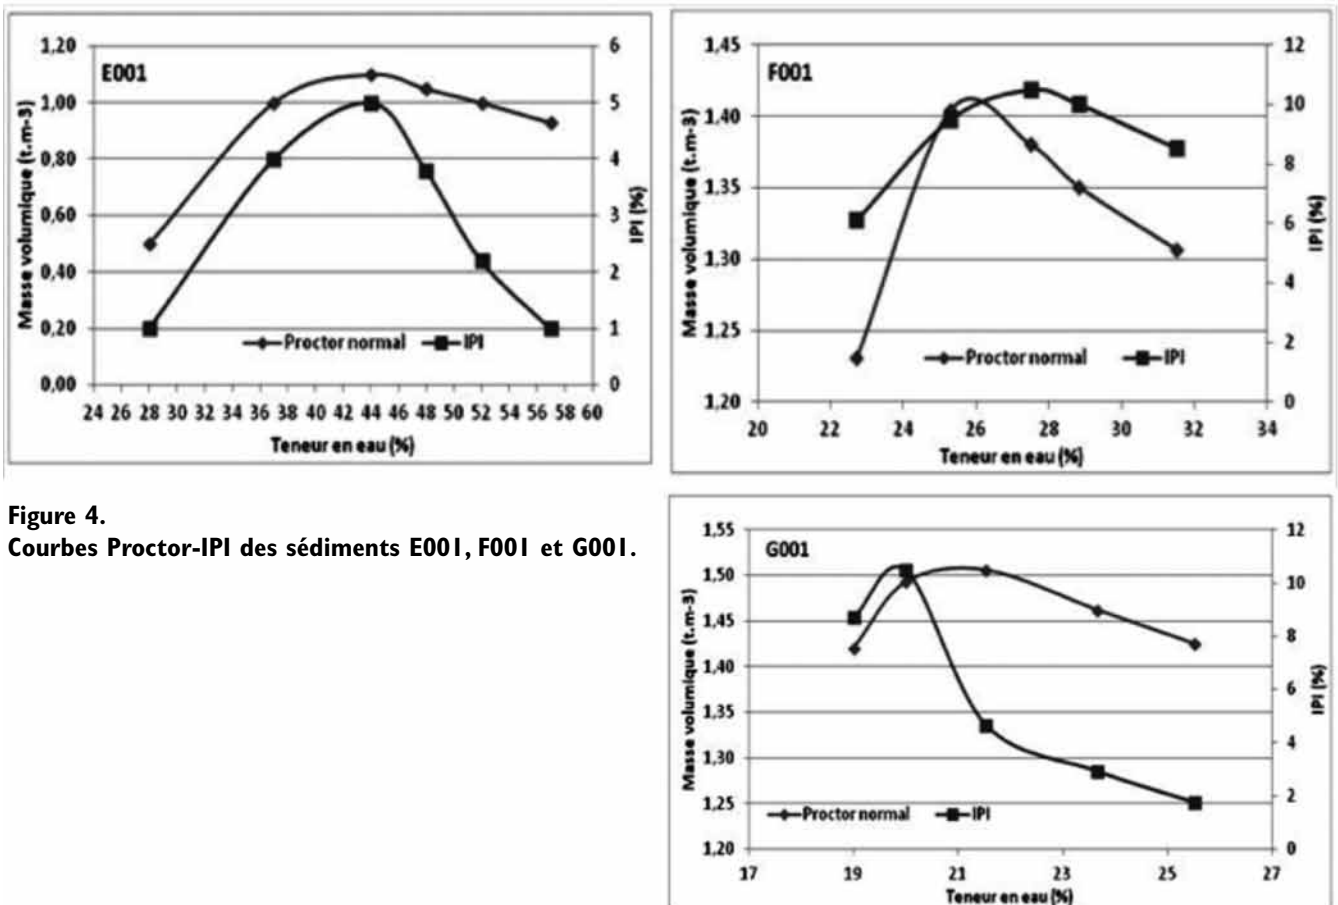 E001
Masse volumique (t.m-3)
1,20
1,00
0,80
0,60
0,40
0,20
0,00
6
5
4
3
2
1
0
IPI (%)
Proctor normal IPI
24 26 28 30 32 34 36 38 40 42 44 46 48 50 52 54 56 58 60
Teneur en eau (%)
F001
Masse volumique (t.m-3)
1,45
1,40
1,35
1,30
1,25
1,20
12
10
8
6
4
2
0
IPI (%)
Proctor normal IPI
20 22 24 26 28 30 32 34
Teneur en eau (%)
Figure 4.
Courbes Proctor-IPI des sédiments E001, F001 et G001.
G001
Masse volumique (t.m-3)
1,55
1,50
1,45
1,40
1,35
1,30
1,25
1,20
12
10
8
6
4
2
0
IPI (%)
Proctor normal IPI
17 19 21 23 25 27
Teneur en eau (%)